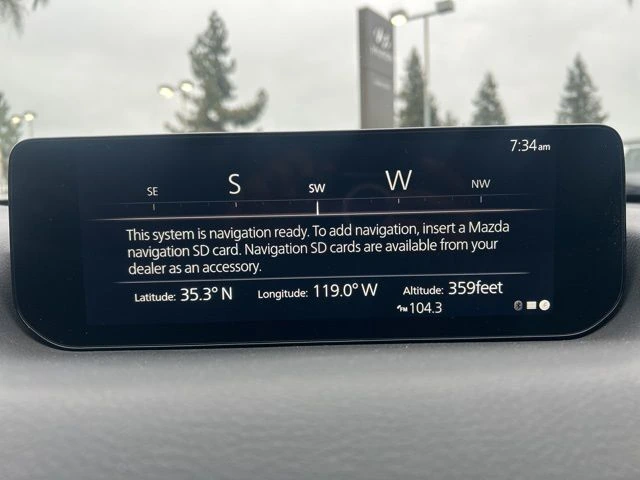 7:34am
SE S SW W NW
This system is navigation ready. To add navigation, insert a Mazda
navigation SD card. Navigation SD cards are available from your
dealer as an accessory.
Latitude: 35.3° N Longitude: 119.0° W Altitude: 359feet
FM 104.3